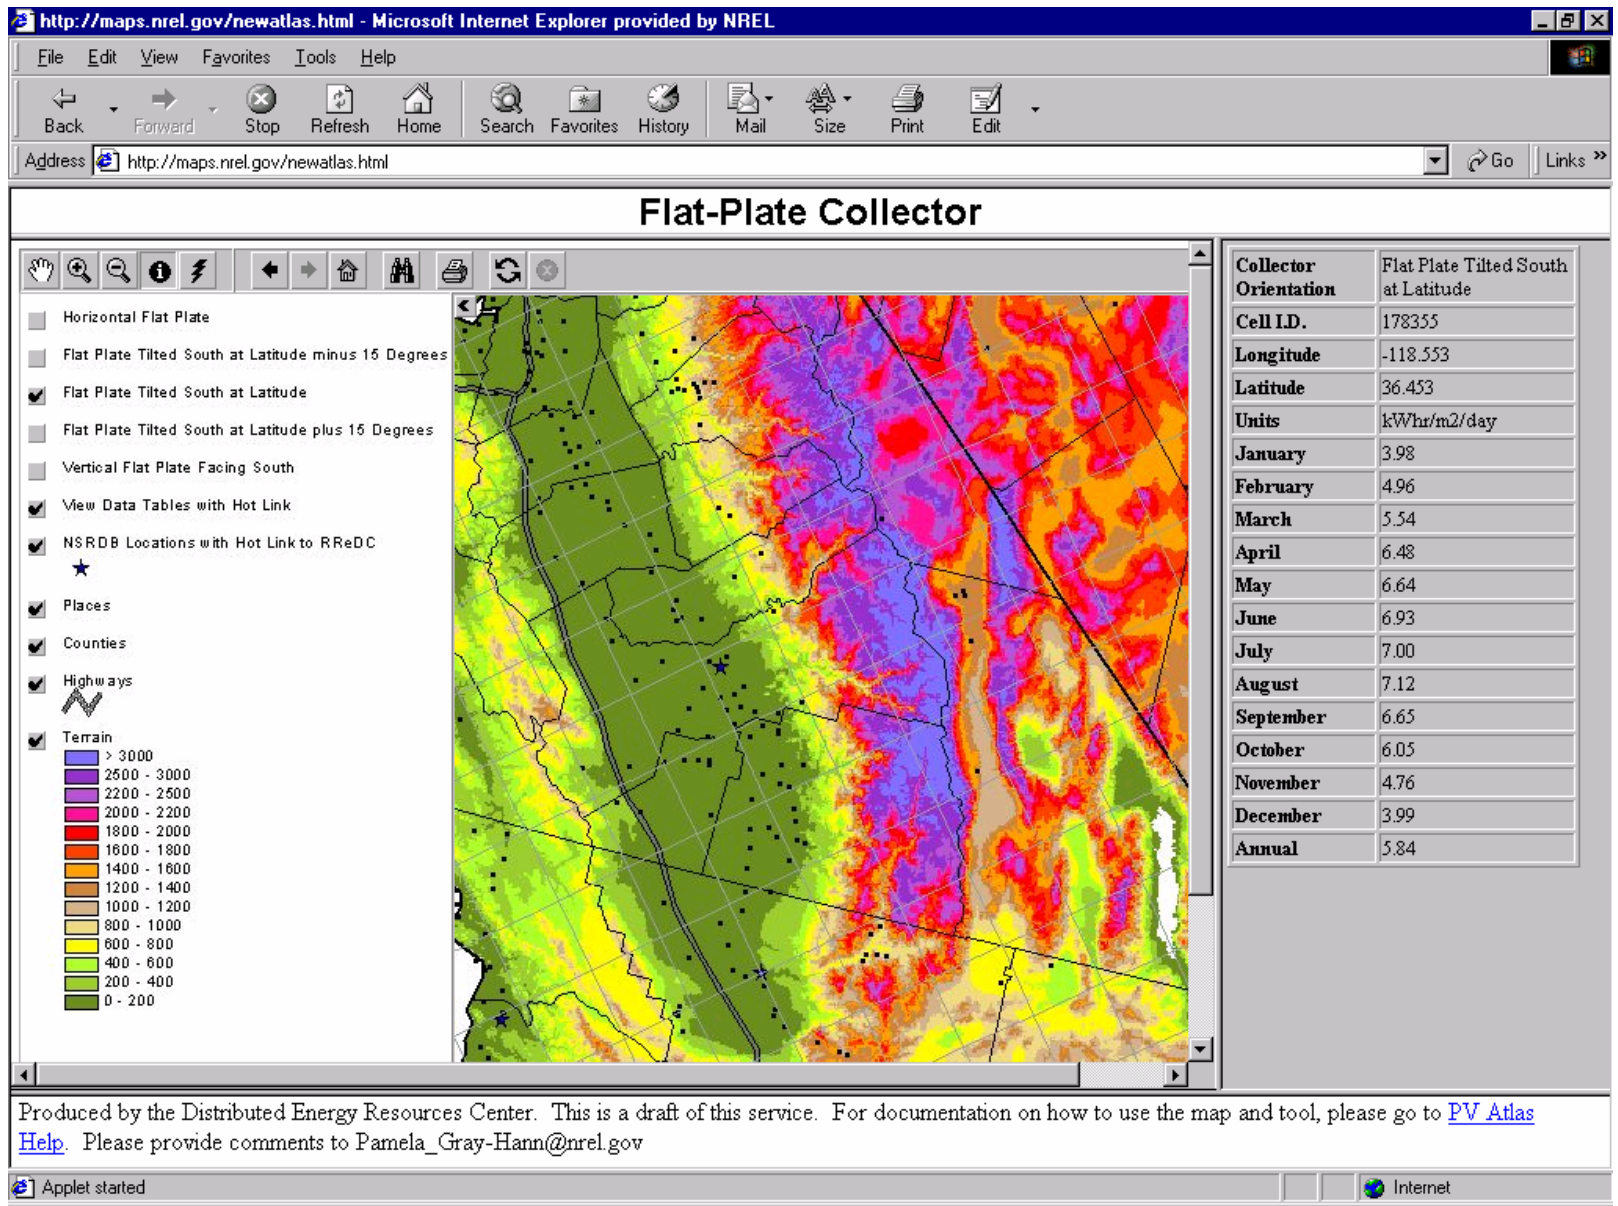 http://maps.nrel.gov/newatlas.html - Microsoft Internet Explorer provided by NREL
File Edit View Favorites Tools Help
Back Forward Stop Refresh Home Search Favorites History Mail Size Print Edit
Address http://maps.nrel.gov/newatlas.html Go Links »
Flat-Plate Collector
Horizontal Flat Plate
Flat Plate Tilted South at Latitude minus 15 Degrees
Flat Plate Tilted South at Latitude
Flat Plate Tilted South at Latitude plus 15 Degrees
Vertical Flat Plate Facing South
View Data Tables with Hot Link
NSRDB Locations with Hot Link to RReDC
Places
Counties
Highways
Terrain
> 3000
2500 - 3000
2200 - 2500
2000 - 2200
1800 - 2000
1600 - 1800
1400 - 1600
1200 - 1400
1000 - 1200
800 - 1000
600 - 800
400 - 600
200 - 400
0 - 200
Collector Flat Plate Tilted South
Orientation at Latitude
Cell I.D. 178355
Longitude -118.553
Latitude 36.453
Units kWhr/m2/day
January 3.98
February 4.96
March 5.54
April 6.48
May 6.64
June 6.93
July 7.00
August 7.12
September 6.65
October 6.05
November 4.76
December 3.99
Annual 5.84
Produced by the Distributed Energy Resources Center. This is a draft of this service. For documentation on how to use the map and tool, please go to PV Atlas
Help. Please provide comments to Pamela_Gray-Hann@nrel.gov
Applet started Internet